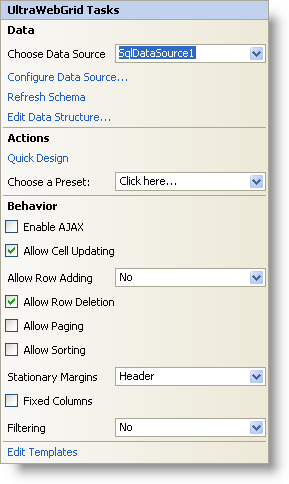 UltraWebGrid Tasks
Data
Choose Data Source SqlDataSource1
Configure Data Source...
Refresh Schema
Edit Data Structure...
Actions
Quick Design
Choose a Preset: Click here...
Behavior
Enable AJAX
Allow Cell Updating
Allow Row Adding No
Allow Row Deletion
Allow Paging
Allow Sorting
Stationary Margins Header
Fixed Columns
Filtering No
Edit Templates